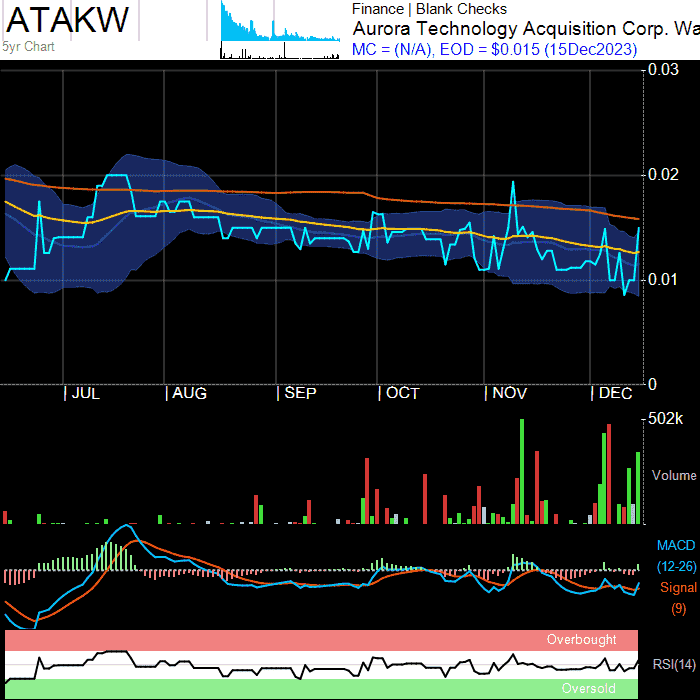 ATAKW
5yr Chart
Finance | Blank Checks
Aurora Technology Acquisition Corp. Wa
MC = (N/A), EOD = $0.015 (15Dec2023)
0.03
0.02
0.01
0
JUL AUG SEP OCT NOV DEC
502k
Volume
MACD
(12-26)
Signal
(9)
Overbought
RSI(14)
Oversold